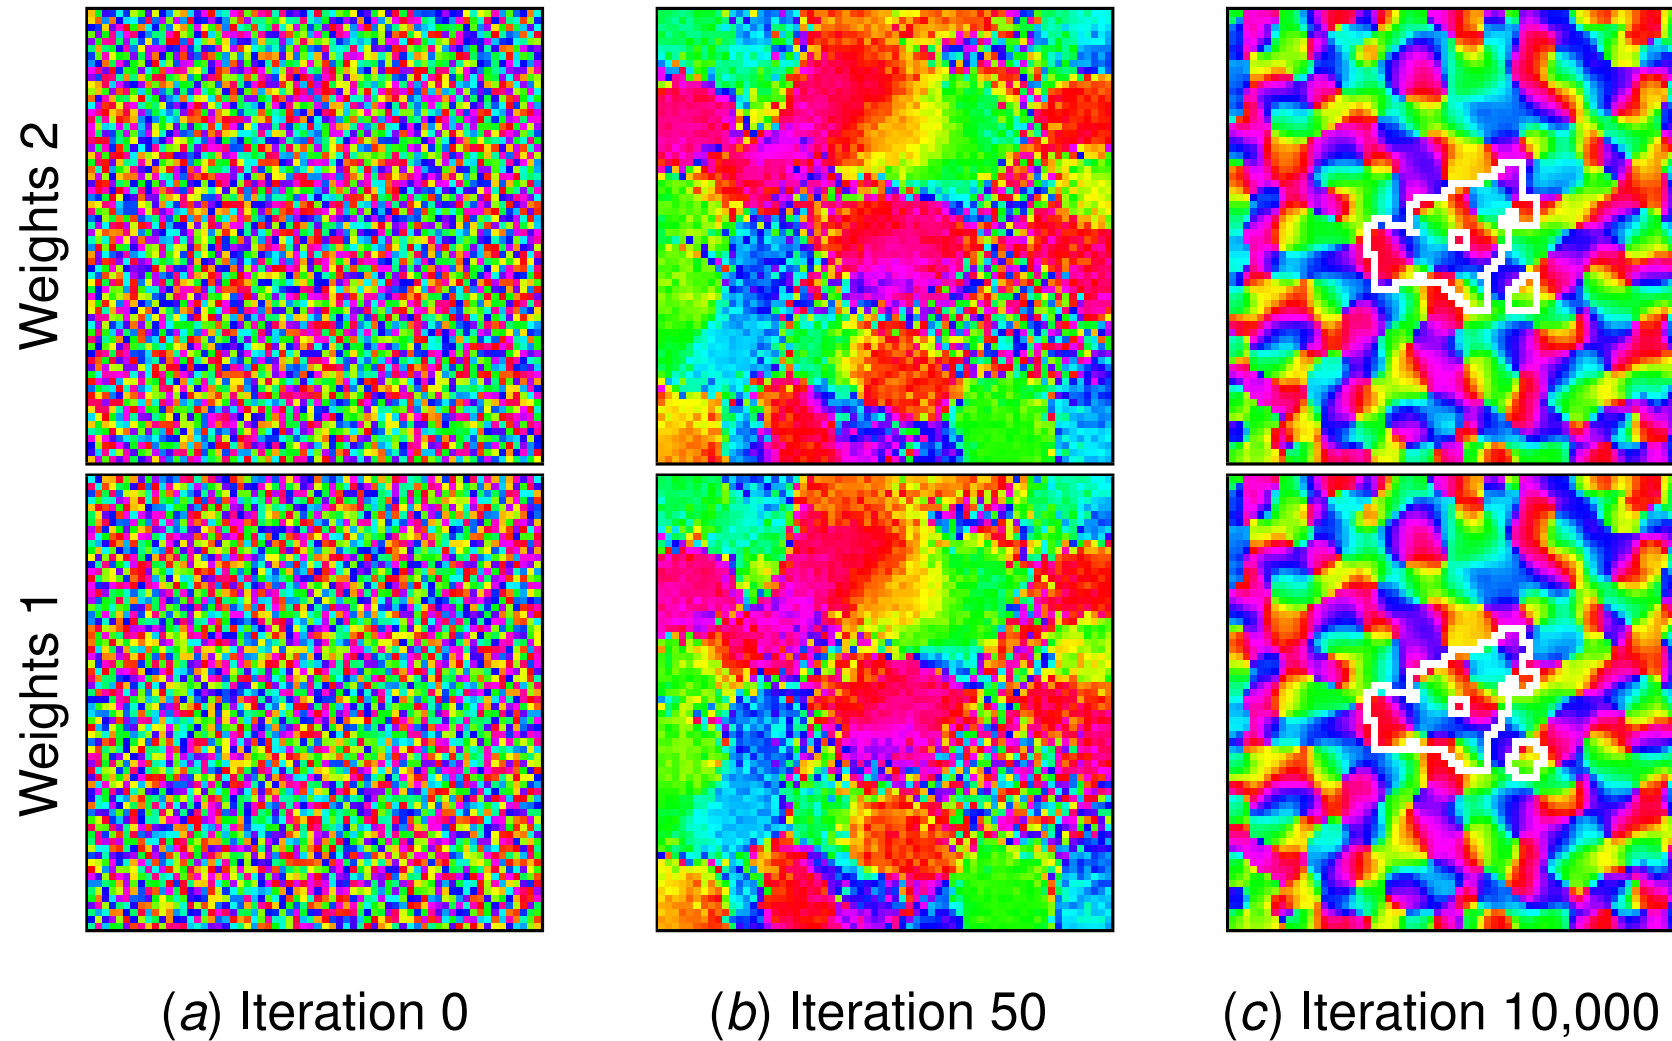 Weights 2
Weights 1
(a) Iteration 0
(b) Iteration 50
(c) Iteration 10,000